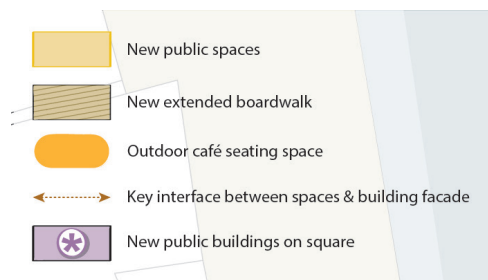 New public spaces
New extended boardwalk
Outdoor café seating space
Key interface between spaces & building facade
New public buildings on square